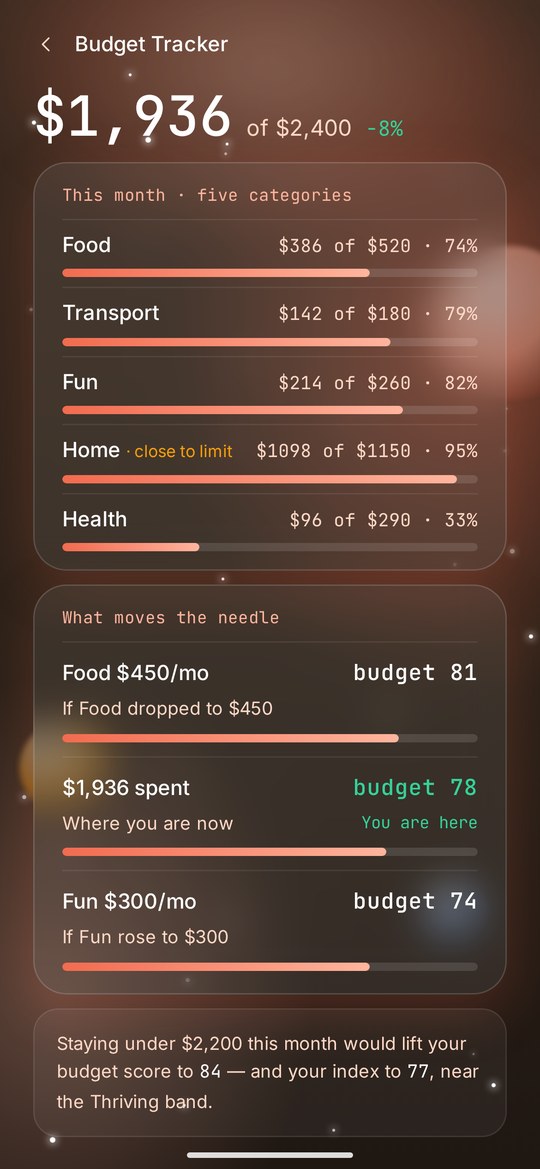 Budget Tracker
$1,936 of $2,400 -8%
This month · five categories
Food $386 of $520 · 74%
Transport $142 of $180 · 79%
Fun $214 of $260 · 82%
Home · close to limit $1098 of $1150 · 95%
Health $96 of $290 · 33%
What moves the needle
Food $450/mo budget 81
If Food dropped to $450
$1,936 spent budget 78
Where you are now You are here
Fun $300/mo budget 74
If Fun rose to $300
Staying under $2,200 this month would lift your
budget score to 84 — and your index to 77, near
the Thriving band.